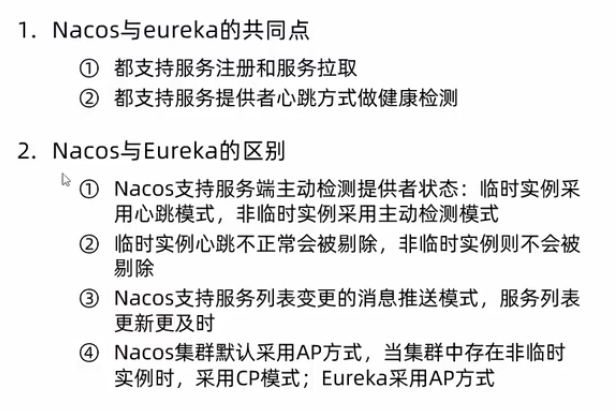 1. Nacos与eureka的共同点
① 都支持服务注册和服务拉取
② 都支持服务提供者心跳方式做健康检测
2. Nacos与Eureka的区别
① Nacos支持服务端主动检测提供者状态：临时实例采
用心跳模式，非临时实例采用主动检测模式
② 临时实例心跳不正常会被剔除，非临时实例则不会被
剔除
③ Nacos支持服务列表变更的消息推送模式，服务列表
更新更及时
④ Nacos集群默认采用AP方式，当集群中存在非临时
实例时，采用CP模式；Eureka采用AP方式